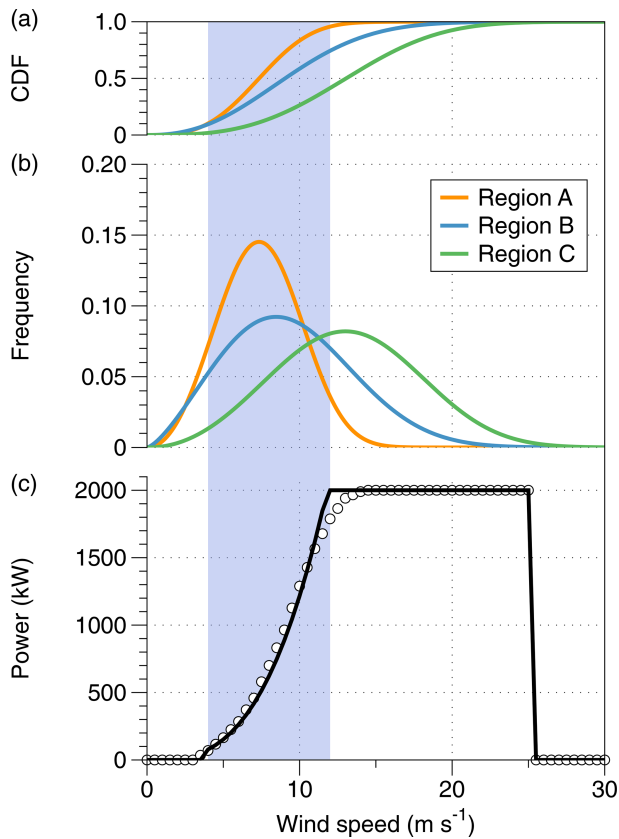 (a)
CDF
1.0
0.5
0
(b)
Frequency
0.20
0.15
0.10
0.05
0
Region A
Region B
Region C
(c)
Power (kW)
2000
1500
1000
500
0
0 10 20 30
Wind speed (m s⁻¹)